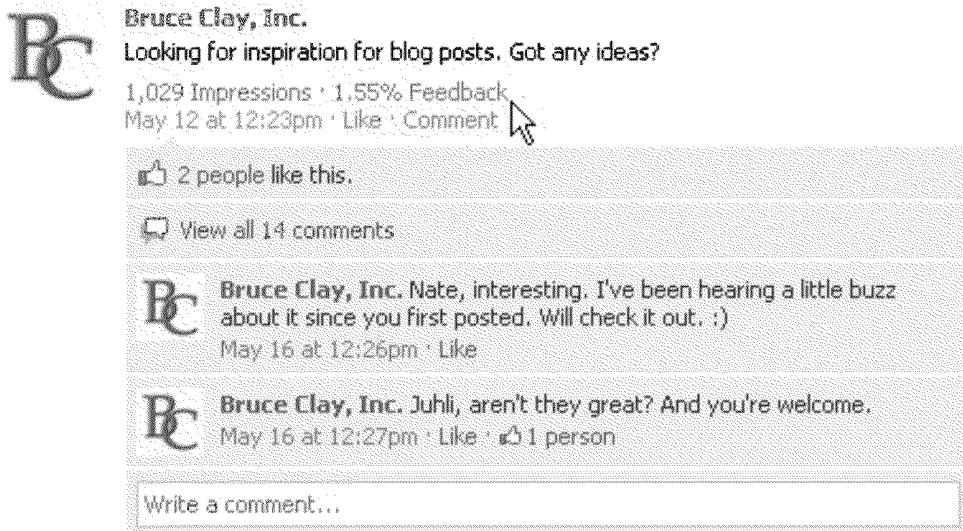 BC
Bruce Clay, Inc.
Looking for inspiration for blog posts. Got any ideas?
1,029 Impressions · 1.55% Feedback
May 12 at 12:23pm · Like · Comment
2 people like this.
View all 14 comments
BC
Bruce Clay, Inc. Nate, interesting. I've been hearing a little buzz
about it since you first posted. Will check it out. :)
May 16 at 12:26pm · Like
BC
Bruce Clay, Inc. Juhli, aren't they great? And you're welcome.
May 16 at 12:27pm · Like · 1 person
Write a comment...